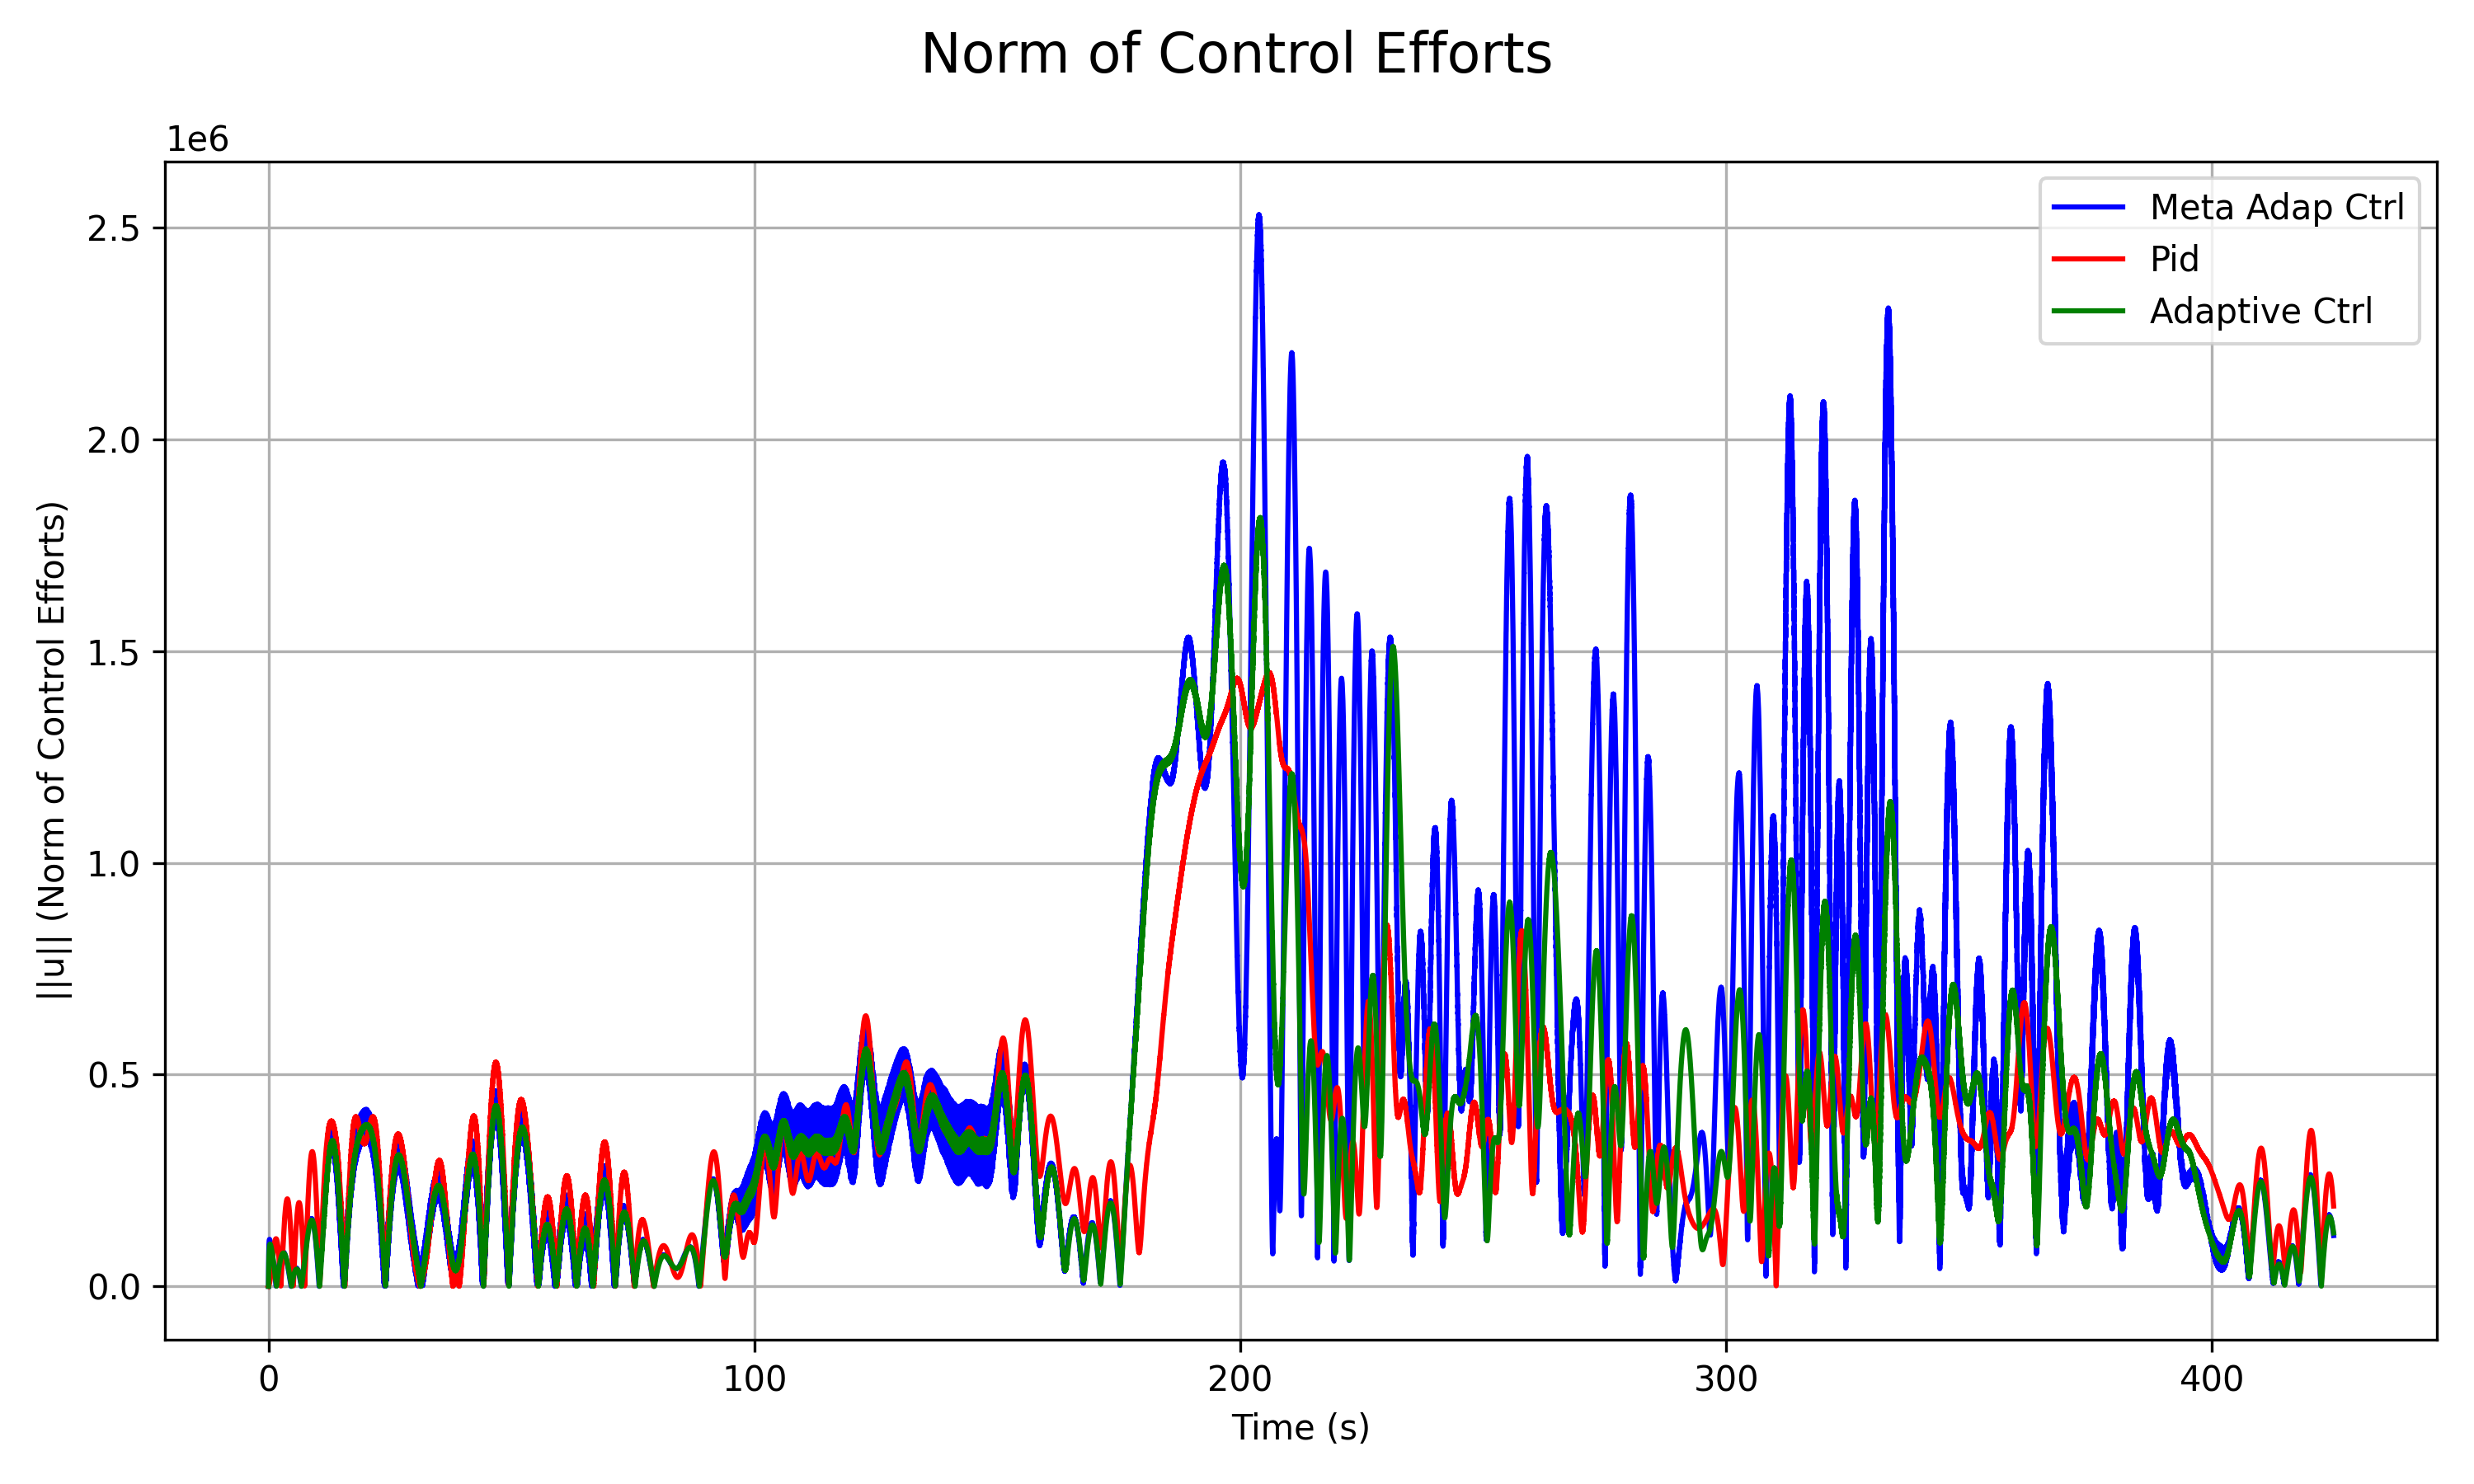 Norm of Control Efforts
1e6
Meta Adap Ctrl
Pid
Adaptive Ctrl
||u|| (Norm of Control Efforts)
2.5
2.0
1.5
1.0
0.5
0.0
0 100 200 300 400
Time (s)